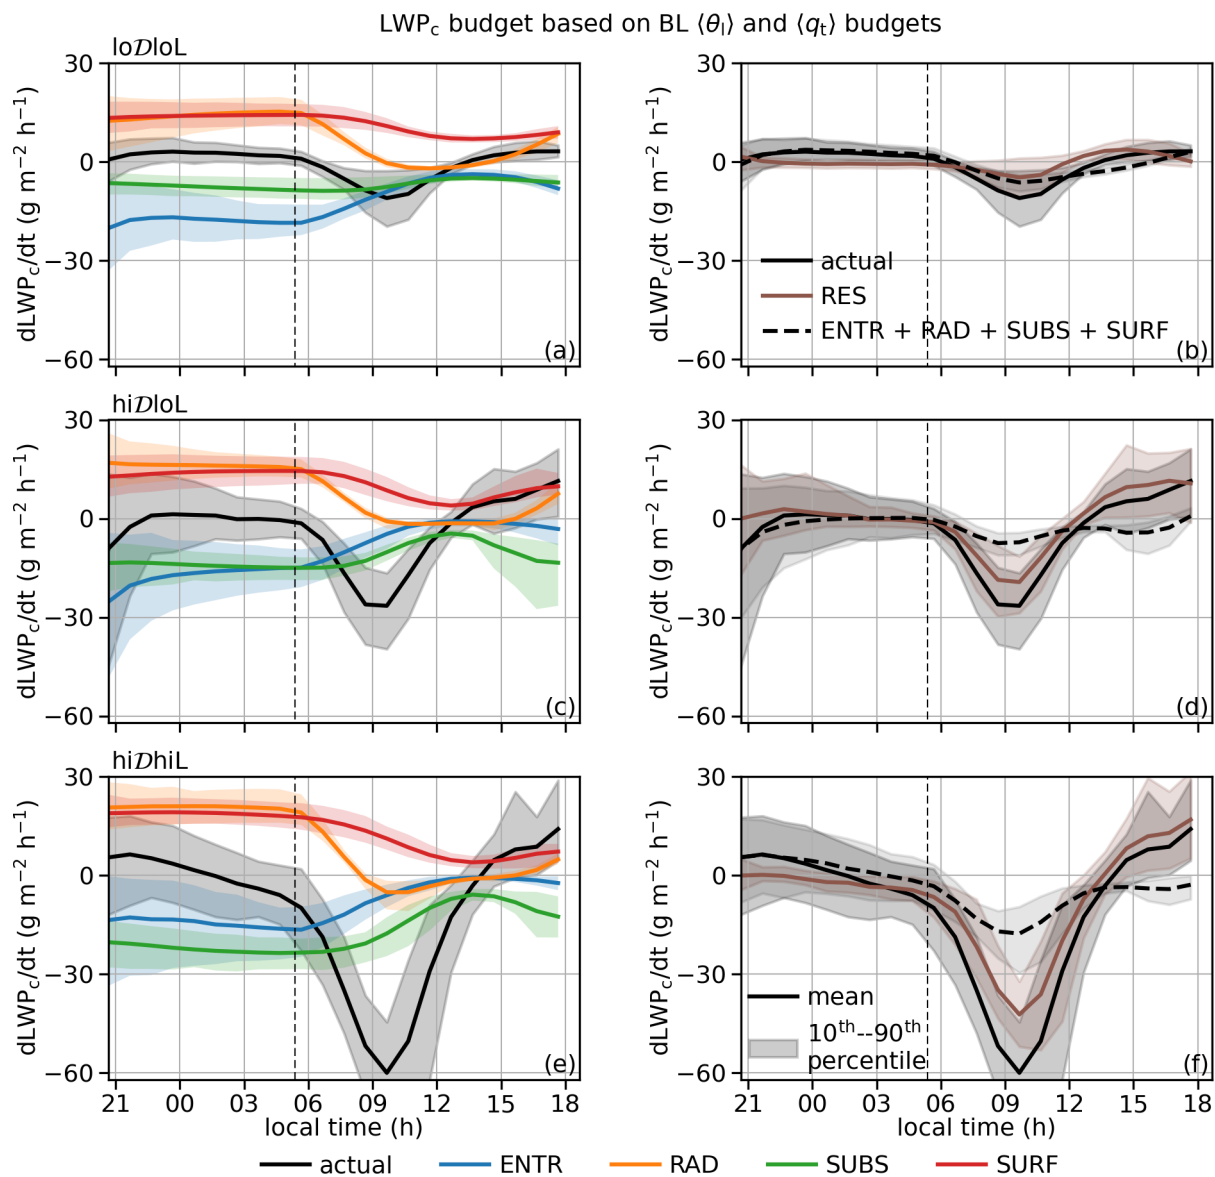 LWPc budget based on BL ⟨θl⟩ and ⟨qt⟩ budgets
lo𝒟loL
30
0
−30
−60
dLWPc/dt (g m−2 h−1)
(a)
30
0
−30
−60
dLWPc/dt (g m−2 h−1)
actual
RES
ENTR + RAD + SUBS + SURF
(b)
hi𝒟loL
30
0
−30
−60
dLWPc/dt (g m−2 h−1)
(c)
30
0
−30
−60
dLWPc/dt (g m−2 h−1)
(d)
hi𝒟hiL
30
0
−30
−60
dLWPc/dt (g m−2 h−1)
(e)
21 00 03 06 09 12 15 18
local time (h)
30
0
−30
−60
dLWPc/dt (g m−2 h−1)
mean
10th--90th
percentile
(f)
21 00 03 06 09 12 15 18
local time (h)
actual ENTR RAD SUBS SURF